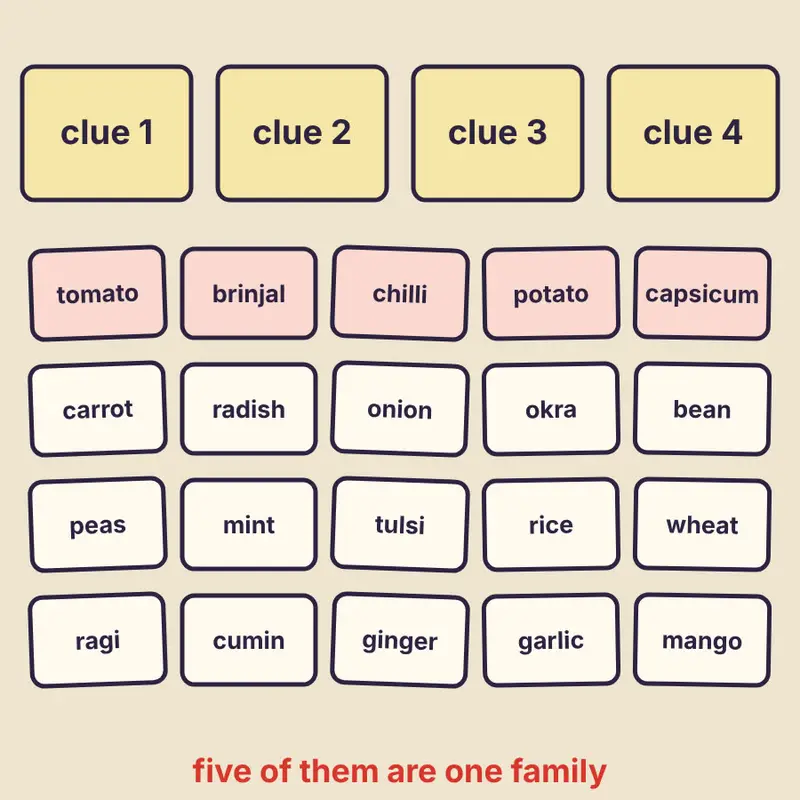 clue 1 clue 2 clue 3 clue 4
tomato brinjal chilli potato capsicum
carrot radish onion okra bean
peas mint tulsi rice wheat
ragi cumin ginger garlic mango
five of them are one family